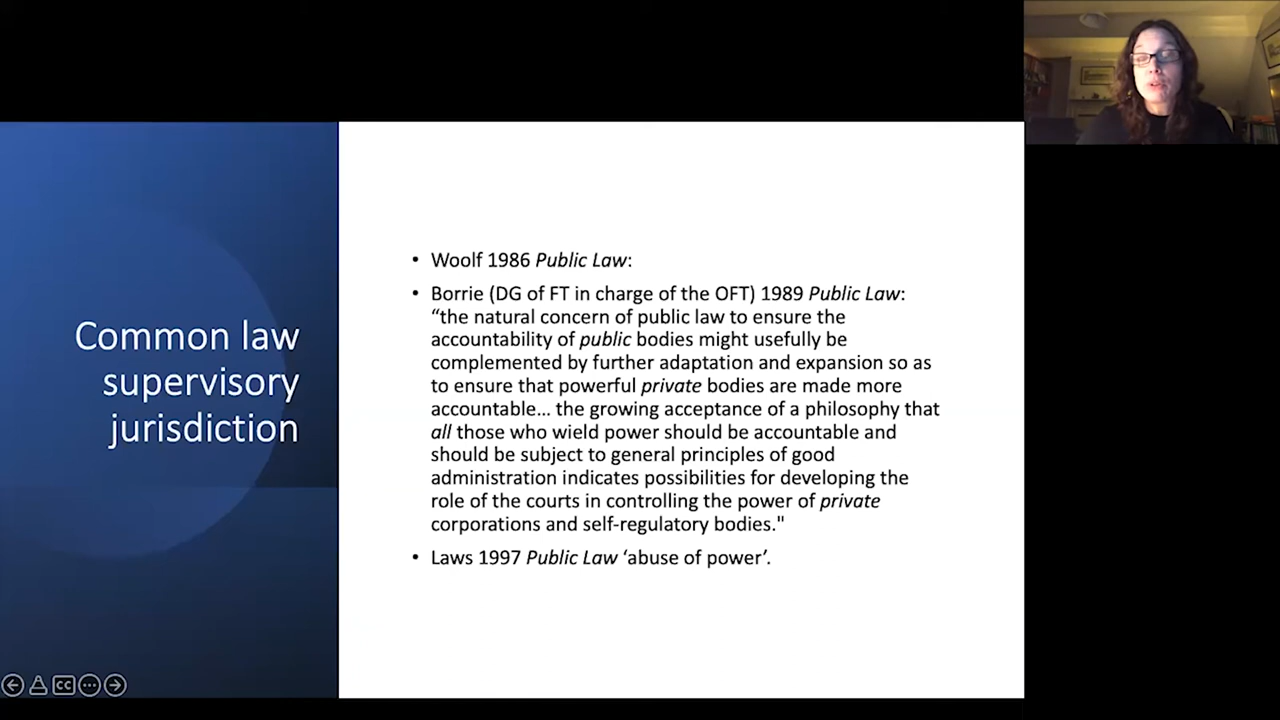 Common law
supervisory
jurisdiction
• Woolf 1986 Public Law:
• Borrie (DG of FT in charge of the OFT) 1989 Public Law:
“the natural concern of public law to ensure the
accountability of public bodies might usefully be
complemented by further adaptation and expansion so as
to ensure that powerful private bodies are made more
accountable… the growing acceptance of a philosophy that
all those who wield power should be accountable and
should be subject to general principles of good
administration indicates possibilities for developing the
role of the courts in controlling the power of private
corporations and self-regulatory bodies."
• Laws 1997 Public Law ‘abuse of power’.
CC